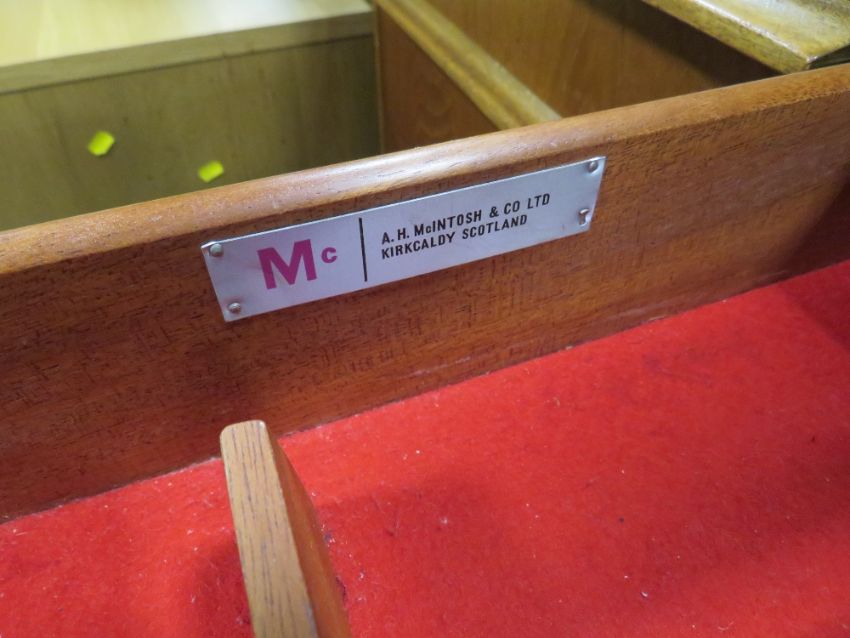 Mc
A. H. McINTOSH & CO LTD
KIRKCALDY SCOTLAND